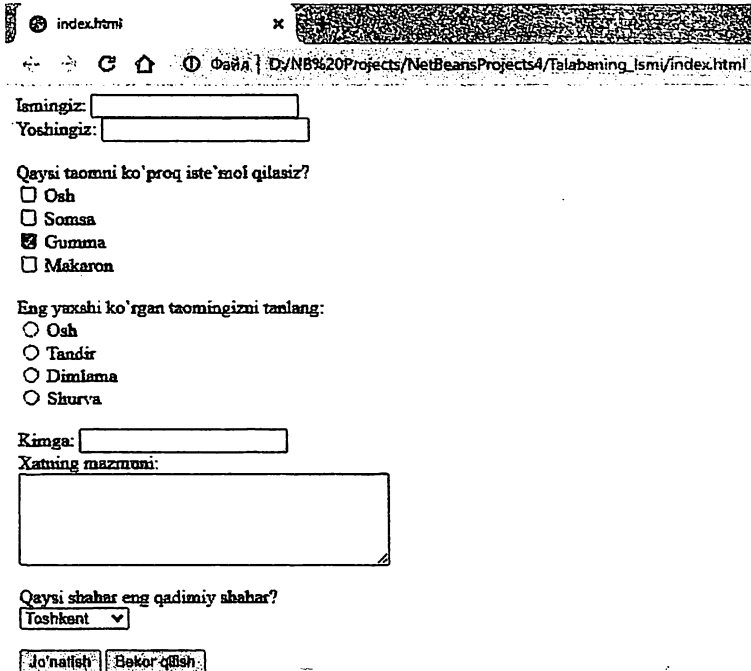 index.html
Файл | D:/NB%20Projects/NetBeansProjects4/Talabaning_Ismi/index.html
Ismingiz:
Yoshingiz:
Qaysi taomni ko`proq iste`mol qilasiz?
Osh
Somsa
Gumma
Makaron
Eng yaxshi ko`rgan taomingizni tanlang:
Osh
Tandir
Dimlama
Shurva
Kimga:
Xatning mazmuni:
Qaysi shahar eng qadimiy shahar?
Toshkent
Jo'natish Bekor qilish